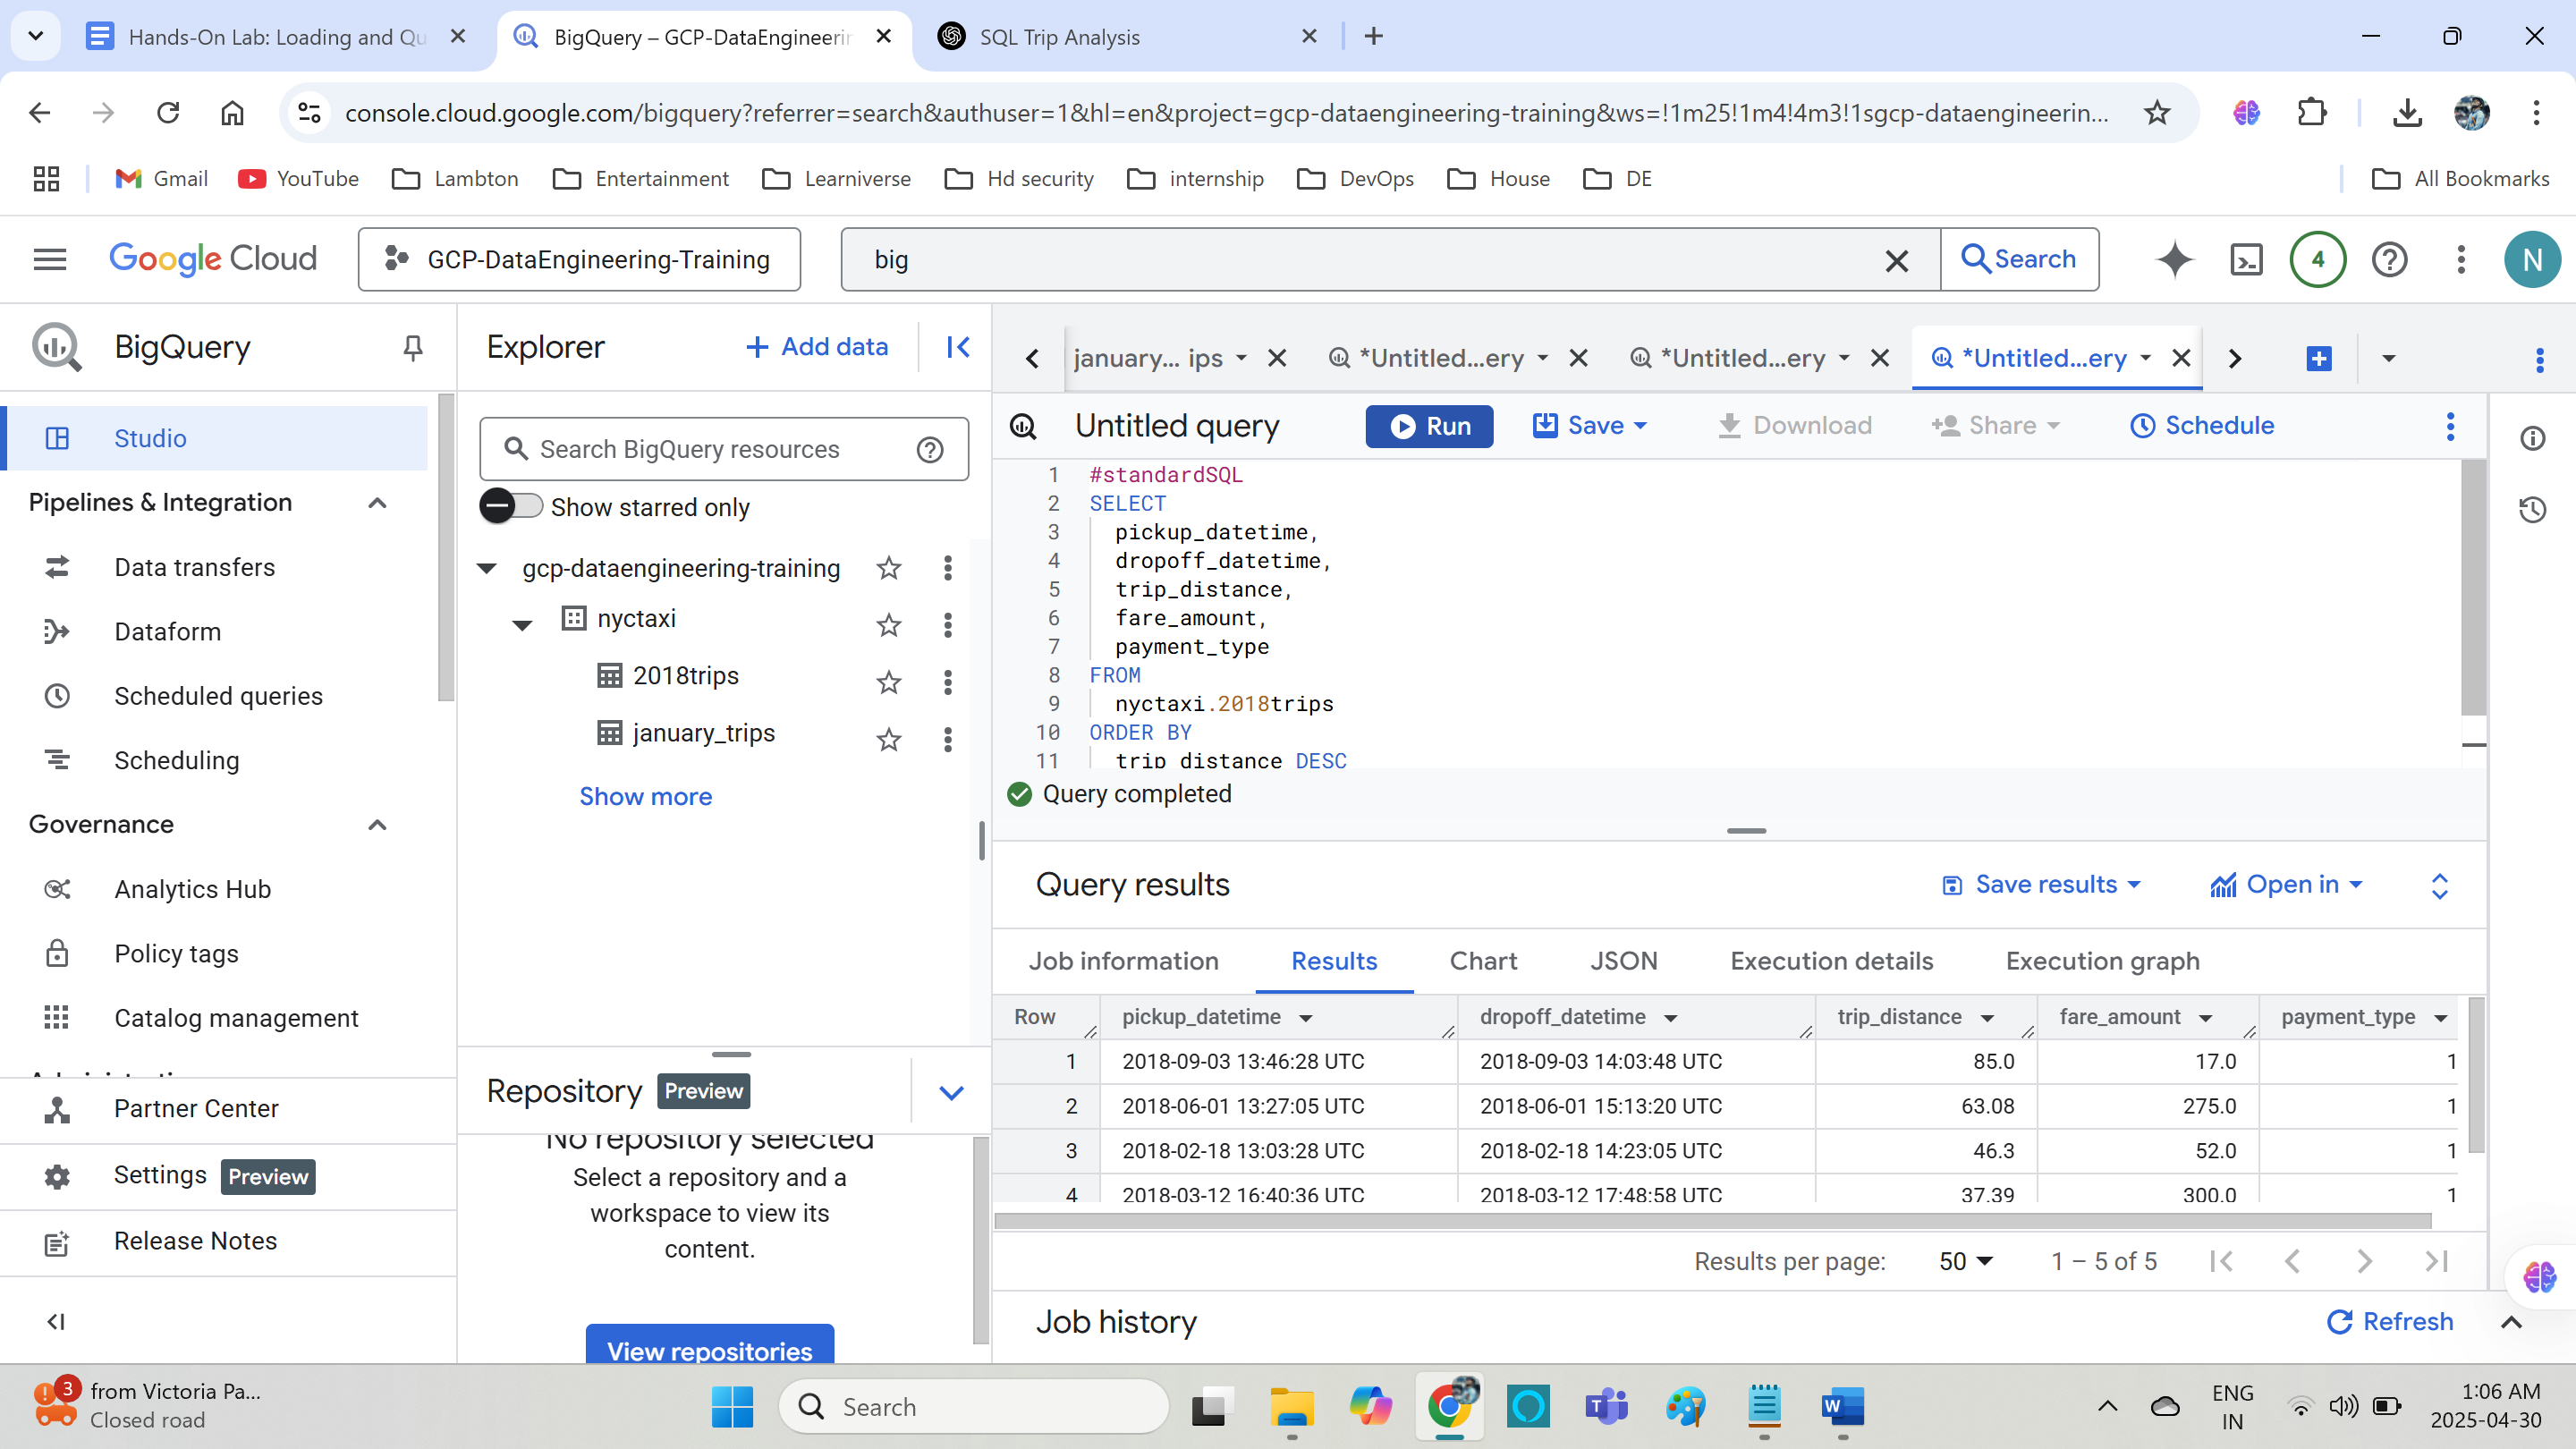 Hands-On Lab: Loading and Qu
BigQuery – GCP-DataEngineerin
SQL Trip Analysis
console.cloud.google.com/bigquery?referrer=search&authuser=1&hl=en&project=gcp-dataengineering-training&ws=!1m25!1m4!4m3!1sgcp-dataengineerin...
Gmail
YouTube
Lambton
Entertainment
Learniverse
Hd security
internship
DevOps
House
DE
All Bookmarks
Google Cloud
GCP-DataEngineering-Training
big
Search
4
N
BigQuery
Studio
Pipelines & Integration
Data transfers
Dataform
Scheduled queries
Scheduling
Governance
Analytics Hub
Policy tags
Catalog management
Partner Center
Settings Preview
Release Notes
Explorer
Add data
Search BigQuery resources
Show starred only
gcp-dataengineering-training
nyctaxi
2018trips
january_trips
Show more
Repository Preview
No repository selected
Select a repository and a
workspace to view its
content.
View repositories
january... ips
*Untitled...ery
*Untitled...ery
*Untitled...ery
Untitled query
Run
Save
Download
Share
Schedule
1 #standardSQL
2 SELECT
3 pickup_datetime,
4 dropoff_datetime,
5 trip_distance,
6 fare_amount,
7 payment_type
8 FROM
9 nyctaxi.2018trips
10 ORDER BY
11 trip_distance DESC
Query completed
Query results
Save results
Open in
Job information
Results
Chart
JSON
Execution details
Execution graph
Row pickup_datetime dropoff_datetime trip_distance fare_amount payment_type
1 2018-09-03 13:46:28 UTC 2018-09-03 14:03:48 UTC 85.0 17.0 1
2 2018-06-01 13:27:05 UTC 2018-06-01 15:13:20 UTC 63.08 275.0 1
3 2018-02-18 13:03:28 UTC 2018-02-18 14:23:05 UTC 46.3 52.0 1
4 2018-03-12 16:40:36 UTC 2018-03-12 17:48:58 UTC 37.39 300.0 1
Results per page: 50 1 – 5 of 5
Job history
Refresh
3
from Victoria Pa...
Closed road
Search
ENG
IN
1:06 AM
2025-04-30